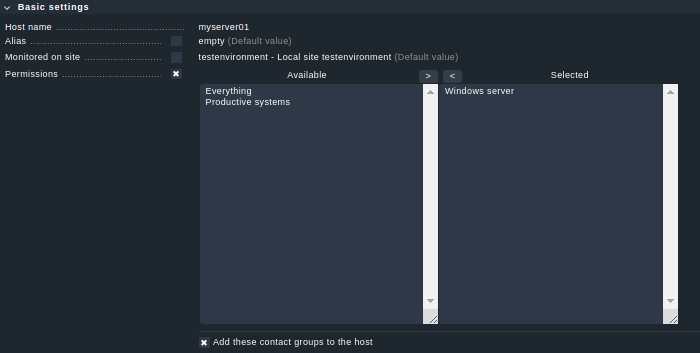 Basic settings
Host name
myserver01
Alias
empty (Default value)
Monitored on site
testenvironment - Local site testenvironment (Default value)
Permissions
Available > < Selected
Everything
Productive systems
Windows server
Add these contact groups to the host